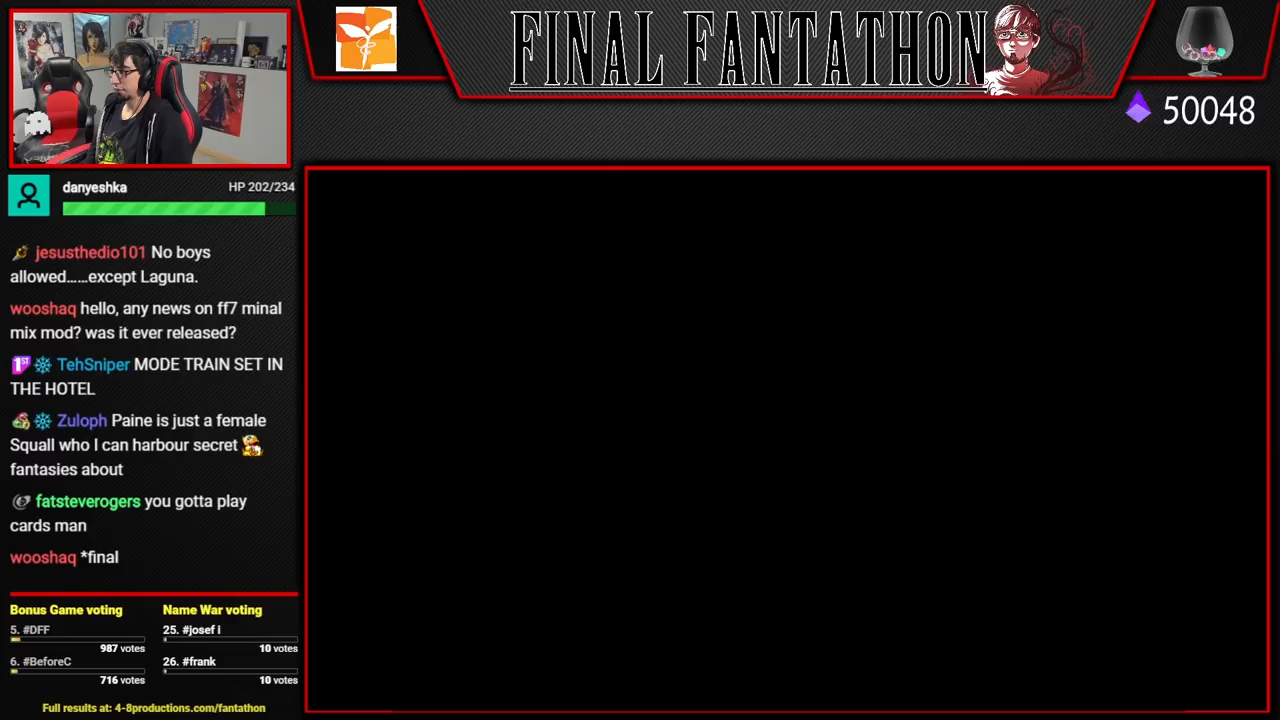 FINAL FANTATHON
50048
danyeshka HP 202/234
jesusthedio101 No boys
allowed......except Laguna.
wooshaq hello, any news on ff7 minal
mix mod? was it ever released?
1ST TehSniper MODE TRAIN SET IN
THE HOTEL
Zuloph Paine is just a female
Squall who I can harbour secret
fantasies about
fatsteverogers you gotta play
cards man
wooshaq *final
Bonus Game voting
5. #DFF
987 votes
6. #BeforeC
716 votes
Name War voting
25. #josef i
10 votes
26. #frank
10 votes
Full results at: 4-8productions.com/fantathon